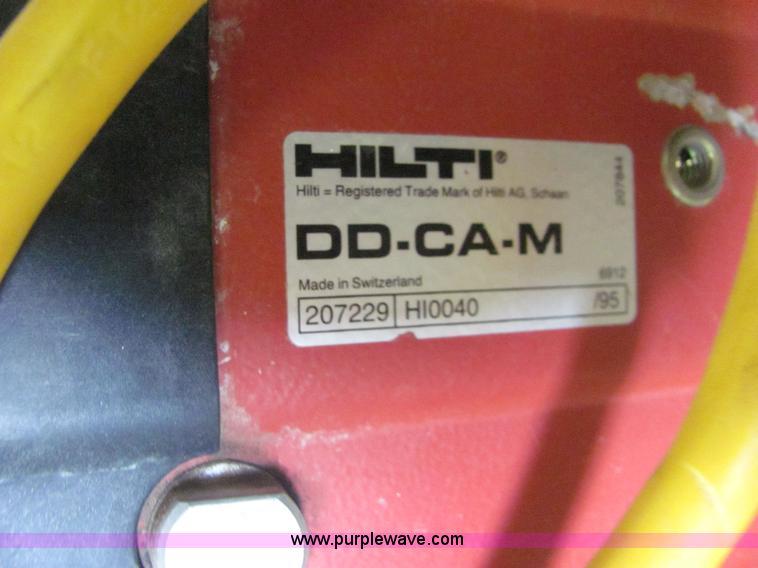 HILTI®
Hilti = Registered Trade Mark of Hilti AG, Schaan
207844
DD-CA-M
Made in Switzerland
6912
207229 HI0040 /95
www.purplewave.com